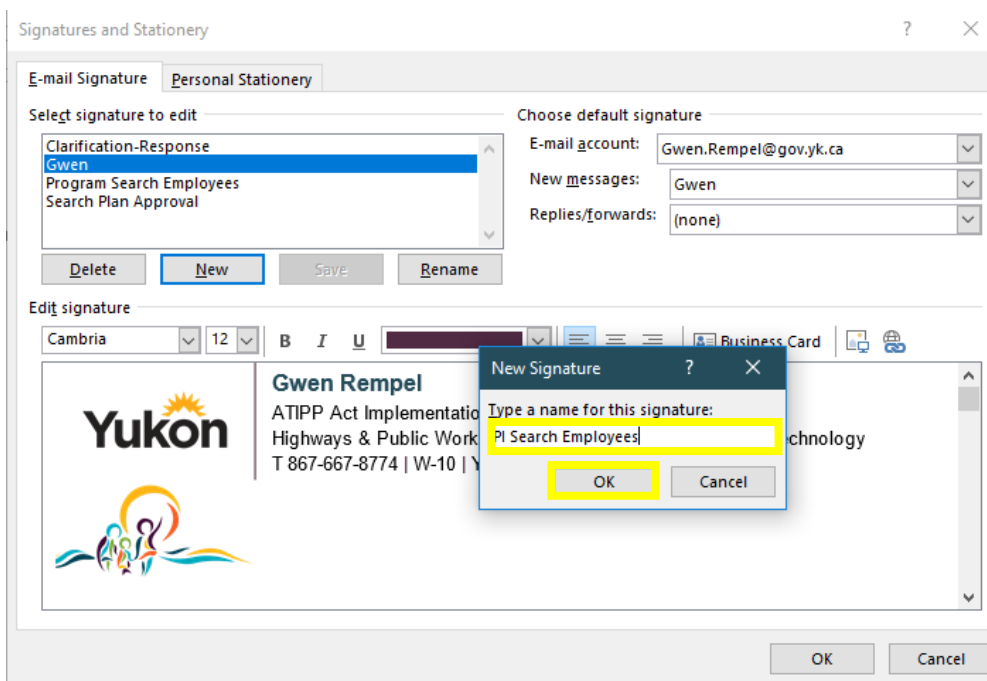 Signatures and Stationery ?
E-mail Signature Personal Stationery
Select signature to edit
Clarification-Response
Gwen
Program Search Employees
Search Plan Approval
Delete New Save Rename
Choose default signature
E-mail account: Gwen.Rempel@gov.yk.ca
New messages: Gwen
Replies/forwards: (none)
Edit signature
Cambria 12 B I U Business Card
Yukon
Gwen Rempel
ATIPP Act Implementatio
Highways & Public Work echnology
T 867-667-8774 | W-10 | Y
New Signature ?
Type a name for this signature:
PI Search Employees
OK Cancel
OK Cancel